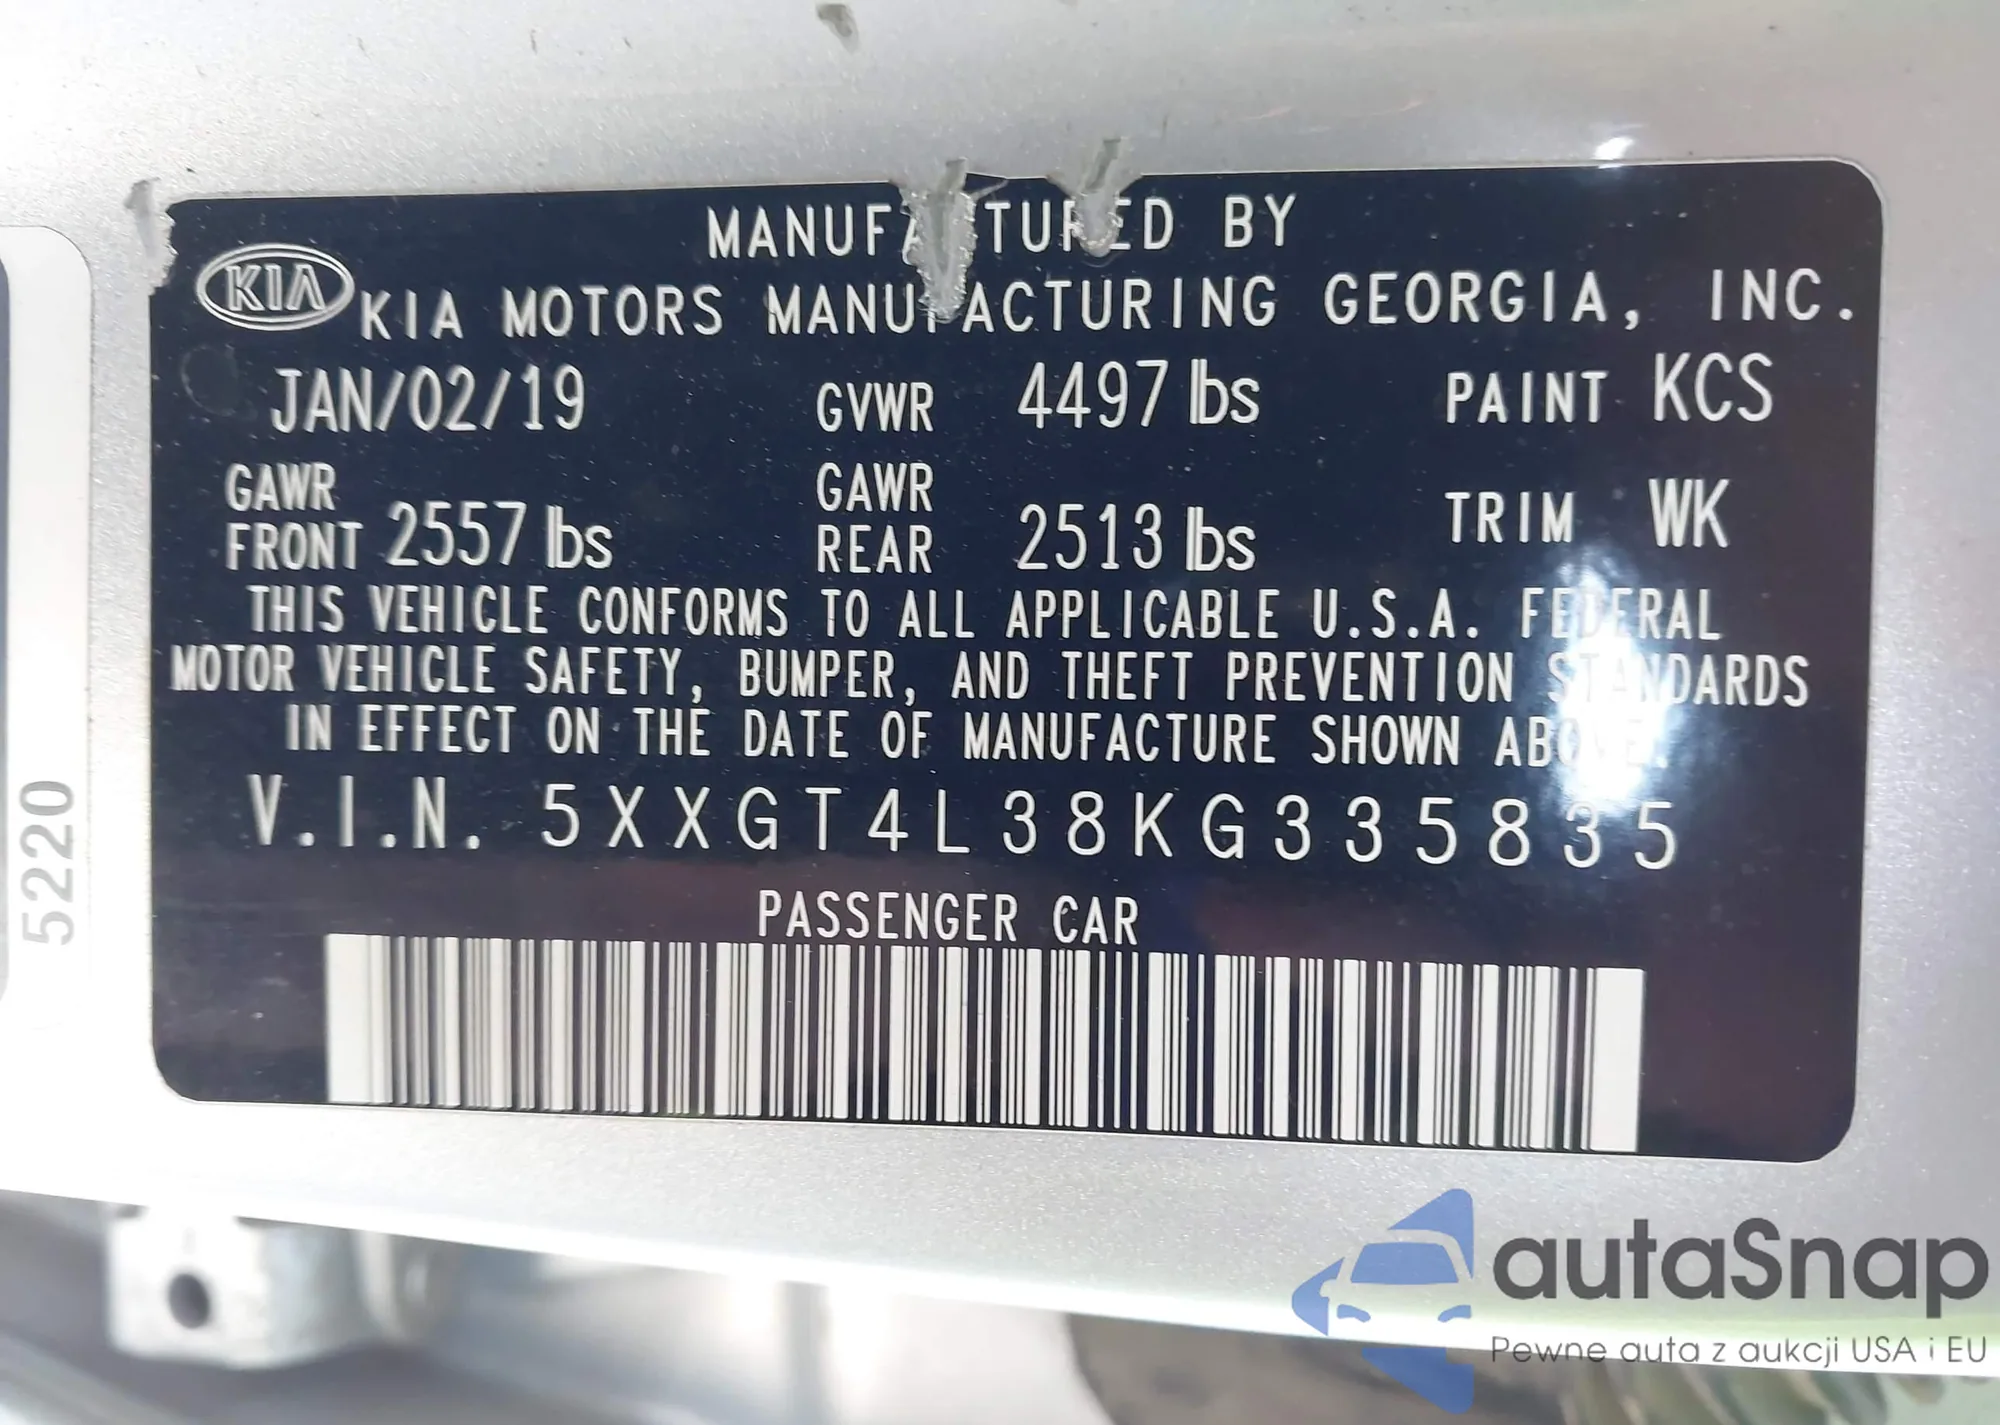 MANUFACTURED BY
KIA KIA MOTORS MANUFACTURING GEORGIA, INC.
JAN/02/19 GVWR 4497 lbs PAINT KCS
GAWR FRONT 2557 lbs GAWR REAR 2513 lbs TRIM WK
THIS VEHICLE CONFORMS TO ALL APPLICABLE U.S.A. FEDERAL
MOTOR VEHICLE SAFETY, BUMPER, AND THEFT PREVENTION STANDARDS
IN EFFECT ON THE DATE OF MANUFACTURE SHOWN ABOVE.
V.I.N. 5XXGT4L38KG335835
PASSENGER CAR
5220
autaSnap
Pewne auta z aukcji USA i EU